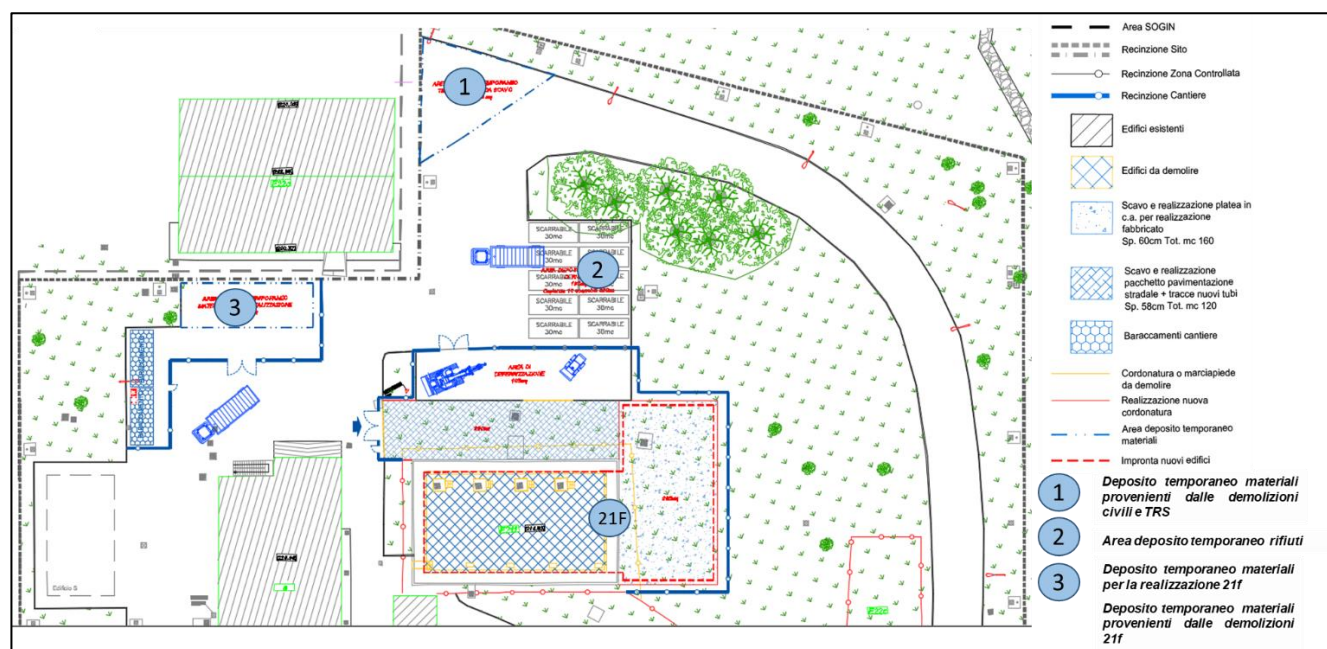 1
2
3
21F
SCARRABILE SCARRABILE
30mc 30mc
SCARRABILE SCARRABILE
30mc 30mc
SCARRABILE SCARRABILE
30mc 30mc
AREA DI
Edificio
Area SOGIN
Recinzione Sito
Recinzione Zona Controllata
Recinzione Cantiere
Edifici esistenti
Edifici da demolire
Scavo e realizzazione platea in
c.a. per realizzazione
fabbricato
Sp. 60cm Tot. mc 160
Scavo e realizzazione
pacchetto pavimentazione
stradale + tracce nuovi tubi
Sp. 58cm Tot. mc 120
Baraccamenti cantiere
Cordonatura o marciapiede
da demolire
Realizzazione nuova
cordonatura
Area deposito temporaneo
materiali
Impronta nuovi edifici
1 Deposito temporaneo materiali
provenienti dalle demolizioni
civili e TRS
2 Area deposito temporaneo rifiuti
3 Deposito temporaneo materiali
per la realizzazione 21f
Deposito temporaneo materiali
provenienti dalle demolizioni
21f